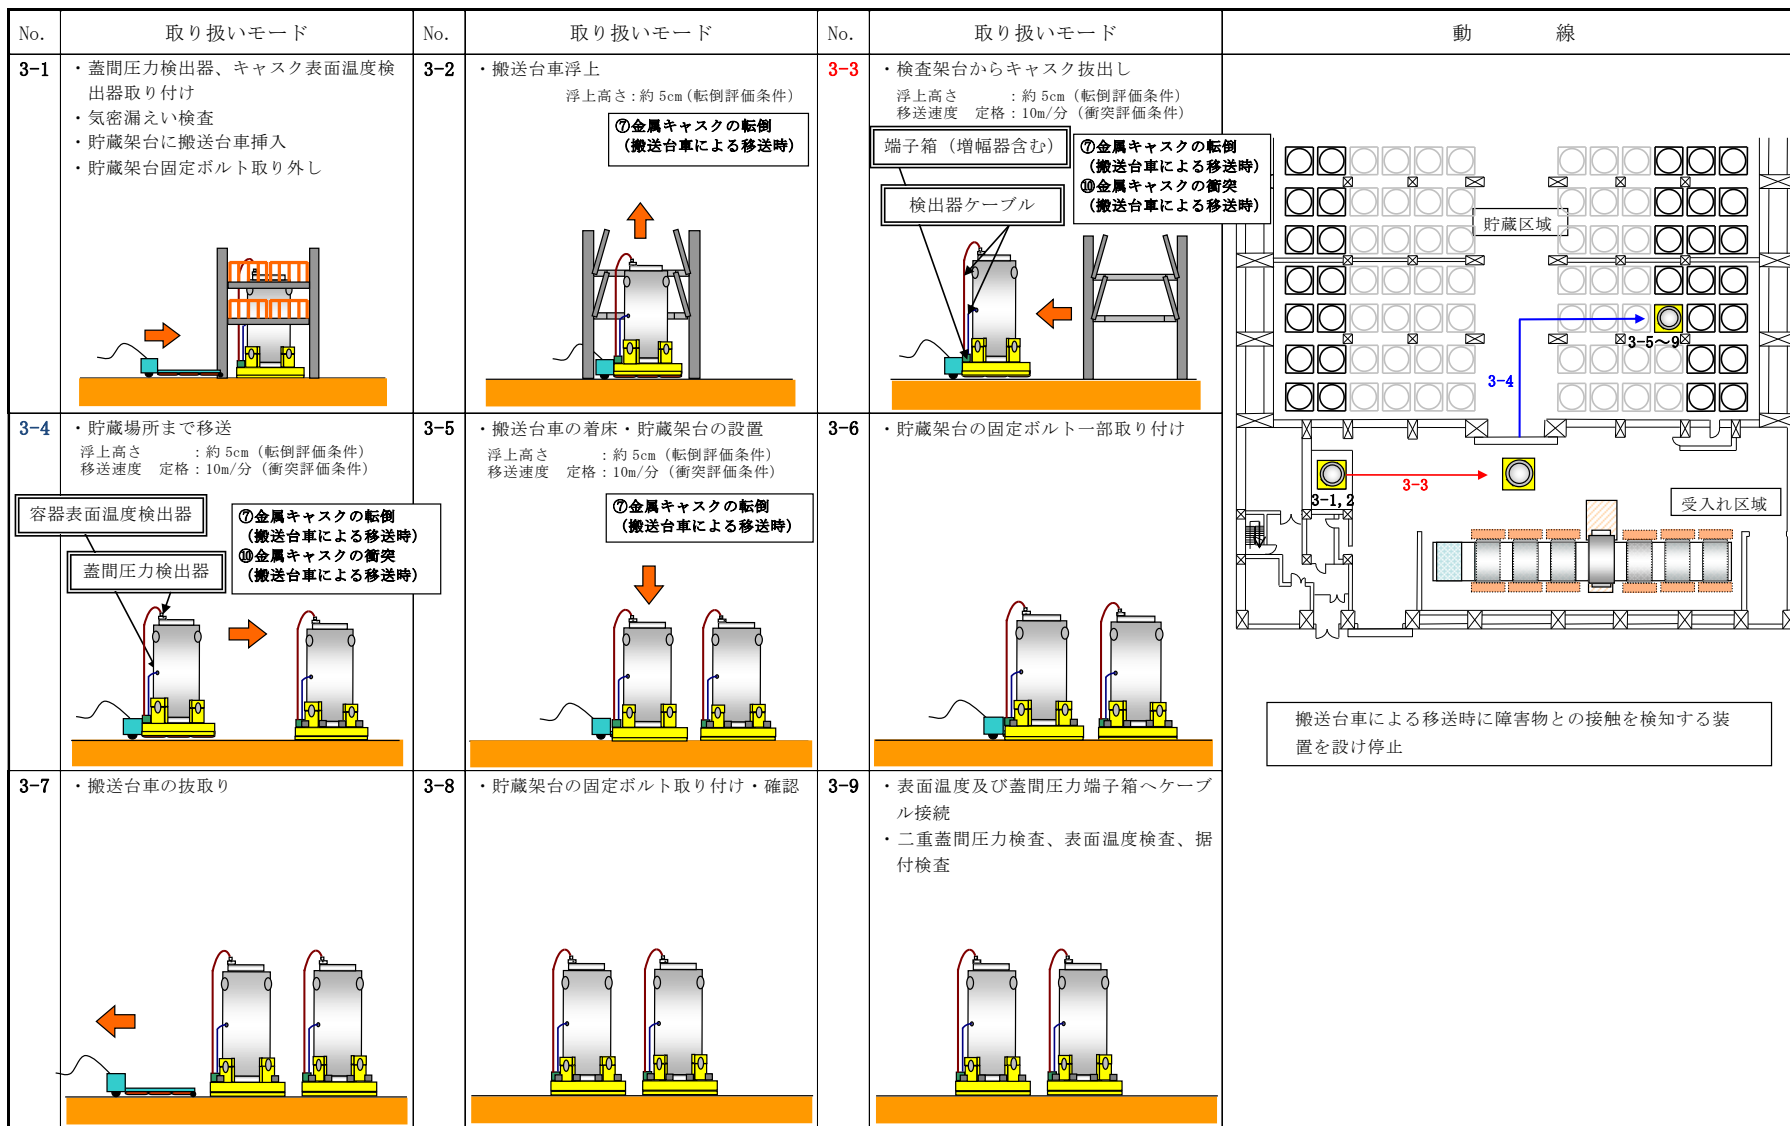 No.
取り扱いモード
No.
取り扱いモード
No.
取り扱いモード
動　　線
3-1
・蓋間圧力検出器、キャスク表面温度検
出器取り付け
・気密漏えい検査
・貯蔵架台に搬送台車挿入
・貯蔵架台固定ボルト取り外し
3-2
・搬送台車浮上
浮上高さ：約 5cm（転倒評価条件）
⑦金属キャスクの転倒
（搬送台車による移送時）
3-3
・検査架台からキャスク抜出し
浮上高さ　　　：約 5cm（転倒評価条件）
移送速度　定格：10m/分（衝突評価条件）
端子箱（増幅器含む）
検出器ケーブル
⑦金属キャスクの転倒
（搬送台車による移送時）
⑩金属キャスクの衝突
（搬送台車による移送時）
貯蔵区域
3-5～9
3-4
3-3
3-1,2
受入れ区域
搬送台車による移送時に障害物との接触を検知する装
置を設け停止
3-4
・貯蔵場所まで移送
浮上高さ　　　：約 5cm（転倒評価条件）
移送速度　定格：10m/分（衝突評価条件）
容器表面温度検出器
蓋間圧力検出器
⑦金属キャスクの転倒
（搬送台車による移送時）
⑩金属キャスクの衝突
（搬送台車による移送時）
3-5
・搬送台車の着床・貯蔵架台の設置
浮上高さ　　　：約 5cm（転倒評価条件）
移送速度　定格：10m/分（衝突評価条件）
⑦金属キャスクの転倒
（搬送台車による移送時）
3-6
・貯蔵架台の固定ボルト一部取り付け
3-7
・搬送台車の抜取り
3-8
・貯蔵架台の固定ボルト取り付け・確認
3-9
・表面温度及び蓋間圧力端子箱へケーブ
ル接続
・二重蓋間圧力検査、表面温度検査、据
付検査